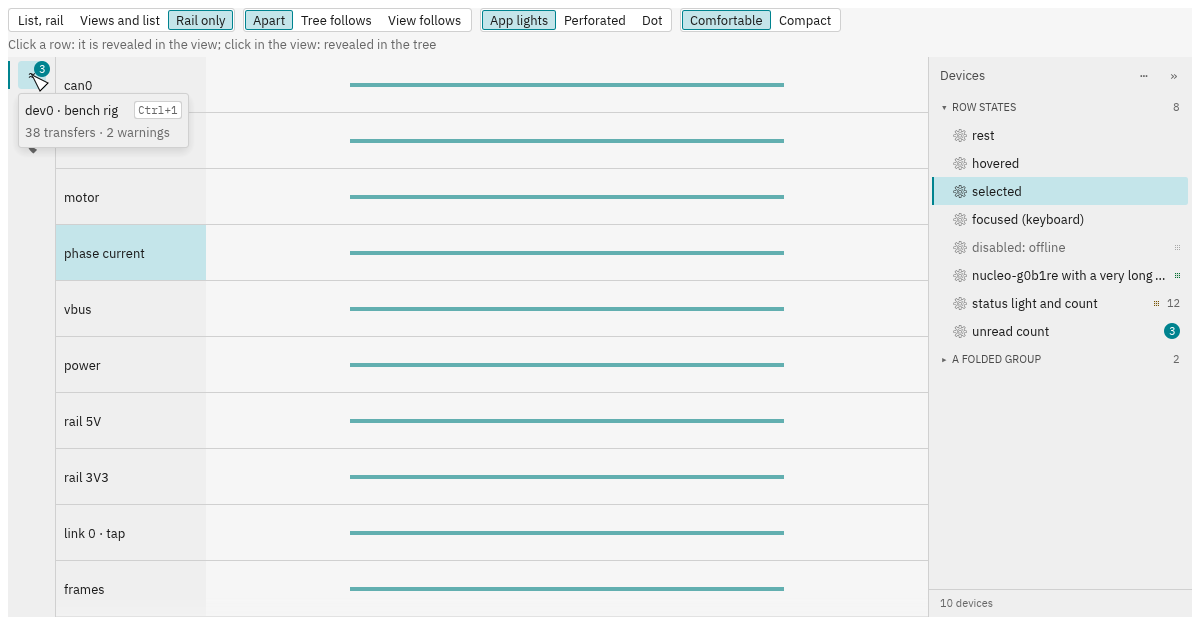 List, rail Views and list Rail only Apart Tree follows View follows App lights Perforated Dot Comfortable Compact
Click a row: it is revealed in the view; click in the view: revealed in the tree
3
can0
dev0 · bench rig Ctrl+1
38 transfers · 2 warnings
motor
phase current
vbus
power
rail 5V
rail 3V3
link 0 · tap
frames
Devices ··· »
ROW STATES 8
rest
hovered
selected
focused (keyboard)
disabled: offline
nucleo-g0b1re with a very long ...
status light and count 12
unread count 3
A FOLDED GROUP 2
10 devices